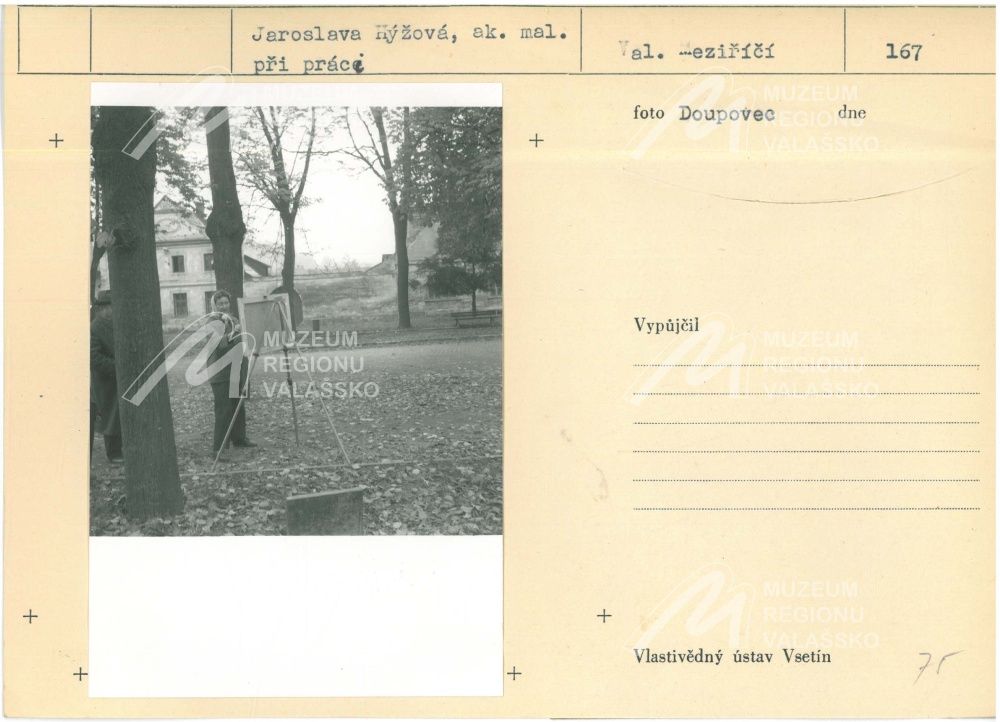 Jaroslava Hýžová, ak. mal.
při práci
Val. Meziříčí
167
foto Doupovec dne
MUZEUM
REGIONU
VALAŠSKO
Vypůjčil
MUZEUM
REGIONU
VALAŠSKO
MUZEUM
REGIONU
VALAŠSKO
MUZEUM
REGIONU
VALAŠSKO
Vlastivědný ústav Vsetín
75